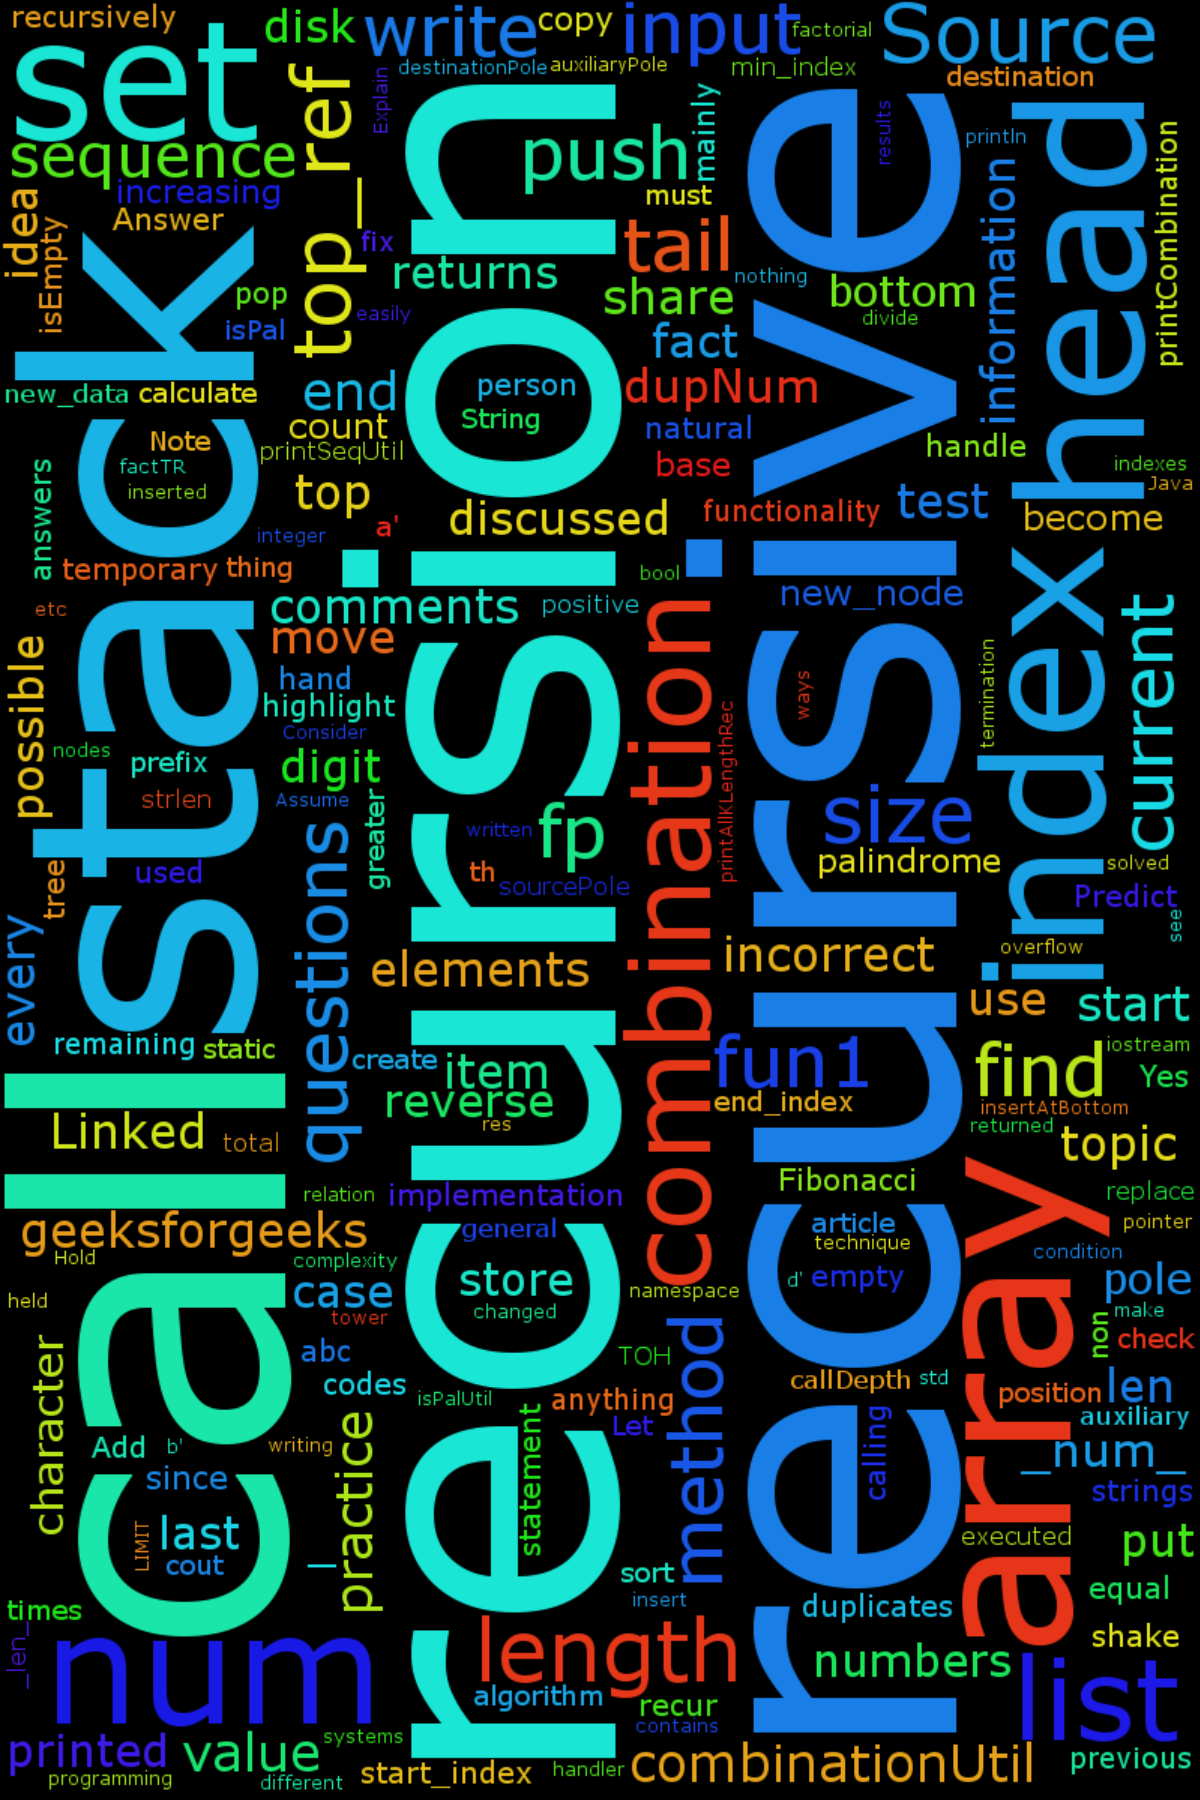 recursively
set
disk
write
copy
input
factorial
Source
destinationPole
auxiliaryPole
min_index
destination
Explain
top_ref
mainly
results
println
head
sequence
push
printCombination
increasing
must
information
idea
isEmpty
Answer
fix
tail
recursion
recursive
stack
returns
nothing
pop
share
bottom
easily
divide
isPal
fact
new_data
calculate
end
person
dupNum
String
count
natural
Note
printSeqUtil
handle
factTR
base
indexes
inserted
top
Java
answers
a'
discussed
functionality
test
become
integer
temporary
thing
bool
index
new_node
etc
comments
positive
current
move
combination
possible
hand
ways
termination
highlight
Consider
nodes
prefix
digit
printAllKLengthRec
strlen
Assume
greater
size
written
fp
palindrome
solved
tree
used
th
sourcePole
Predict
see
every
questions
incorrect
overflow
elements
use
start
remaining
static
create
item
fun1
find
iostream
Yes
call
reverse
end_index
insertAtBottom
Linked
total
res
returned
topic
relation
implementation
Fibonacci
replace
geeksforgeeks
general
article
pointer
technique
array
Hold
complexity
condition
case
store
d'
empty
pole
held
changed
namespace
tower
make
non
check
character
abc
TOH
method
codes
isPalUtil
anything
callDepth
std
position
len
Let
auxiliary
practice
statement
calling
Add
b'
writing
_num_
since
strings
LIMIT
last
executed
put
cout
sort
equal
times
insert
duplicates
_len_
num
length
shake
numbers
list
algorithm
recur
contains
printed
value
systems
previous
programming
different
start_index
handler
combinationUtil